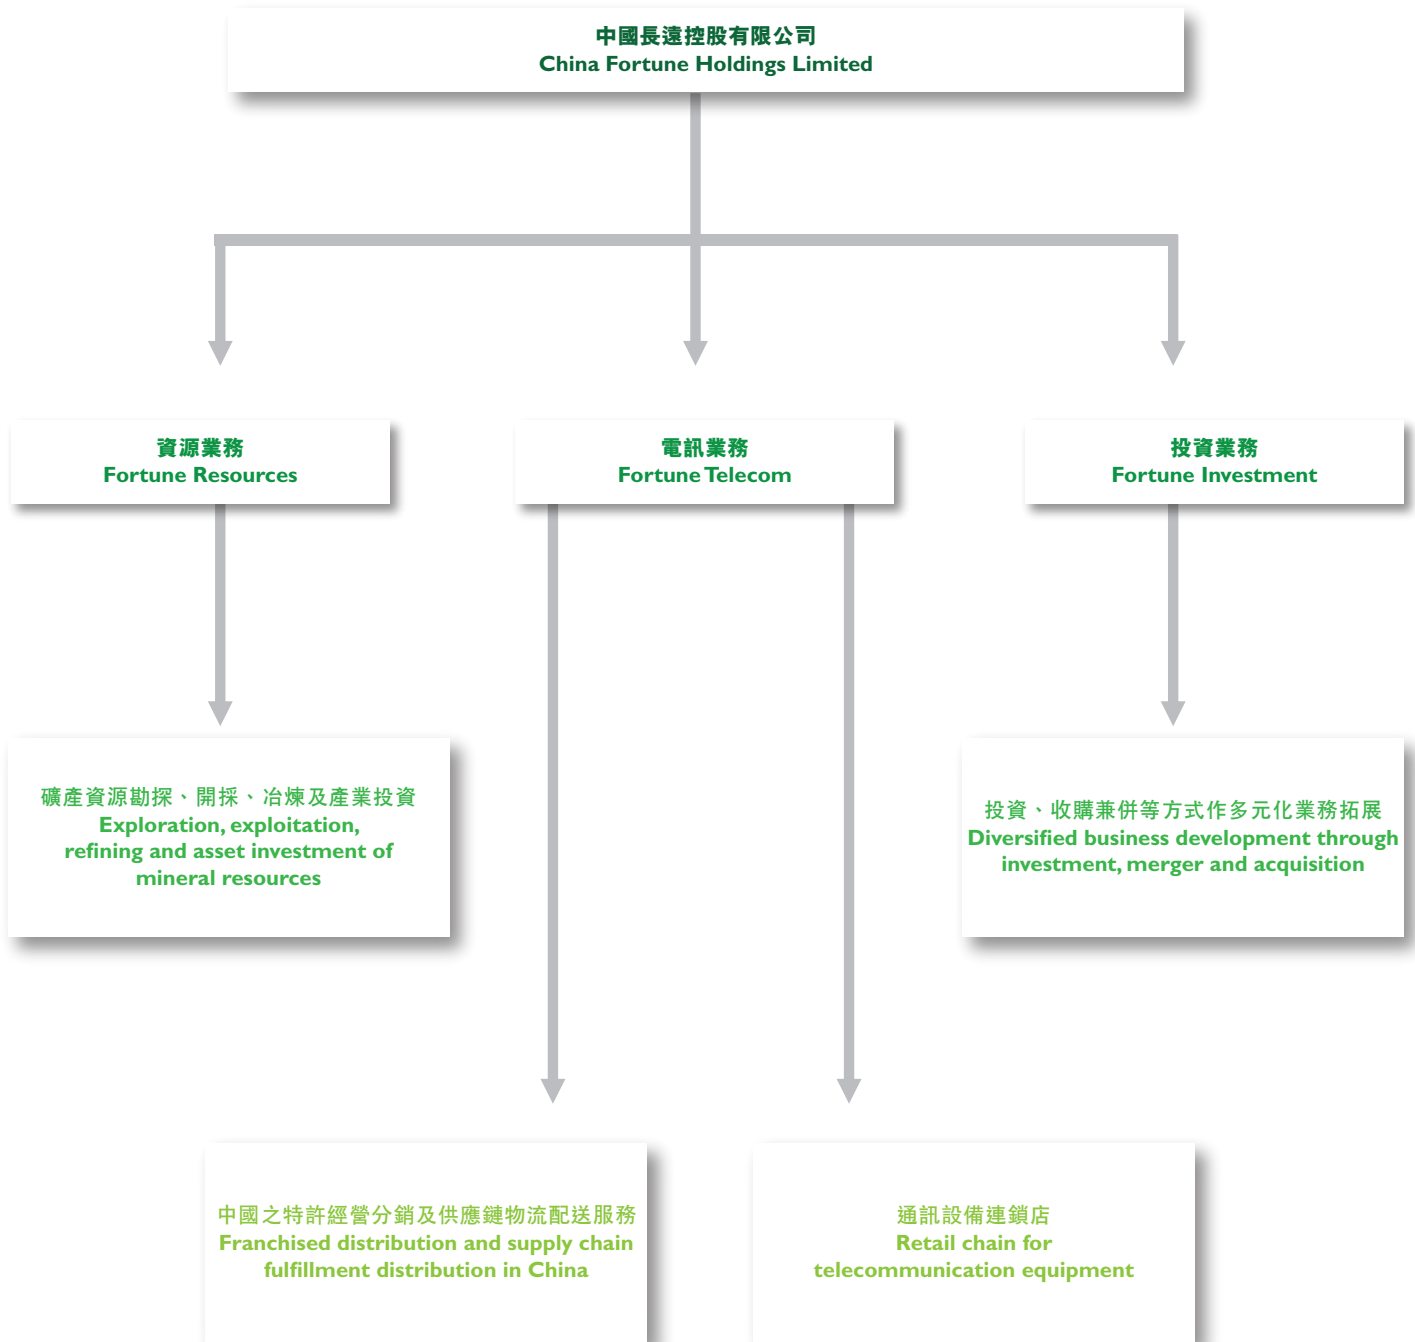 中國長遠控股有限公司
China Fortune Holdings Limited
資源業務
Fortune Resources
電訊業務
Fortune Telecom
投資業務
Fortune Investment
礦產資源勘探、開採、冶煉及產業投資
Exploration, exploitation,
refining and asset investment of
mineral resources
投資、收購兼併等方式作多元化業務拓展
Diversified business development through
investment, merger and acquisition
中國之特許經營分銷及供應鏈物流配送服務
Franchised distribution and supply chain
fulfillment distribution in China
通訊設備連鎖店
Retail chain for
telecommunication equipment